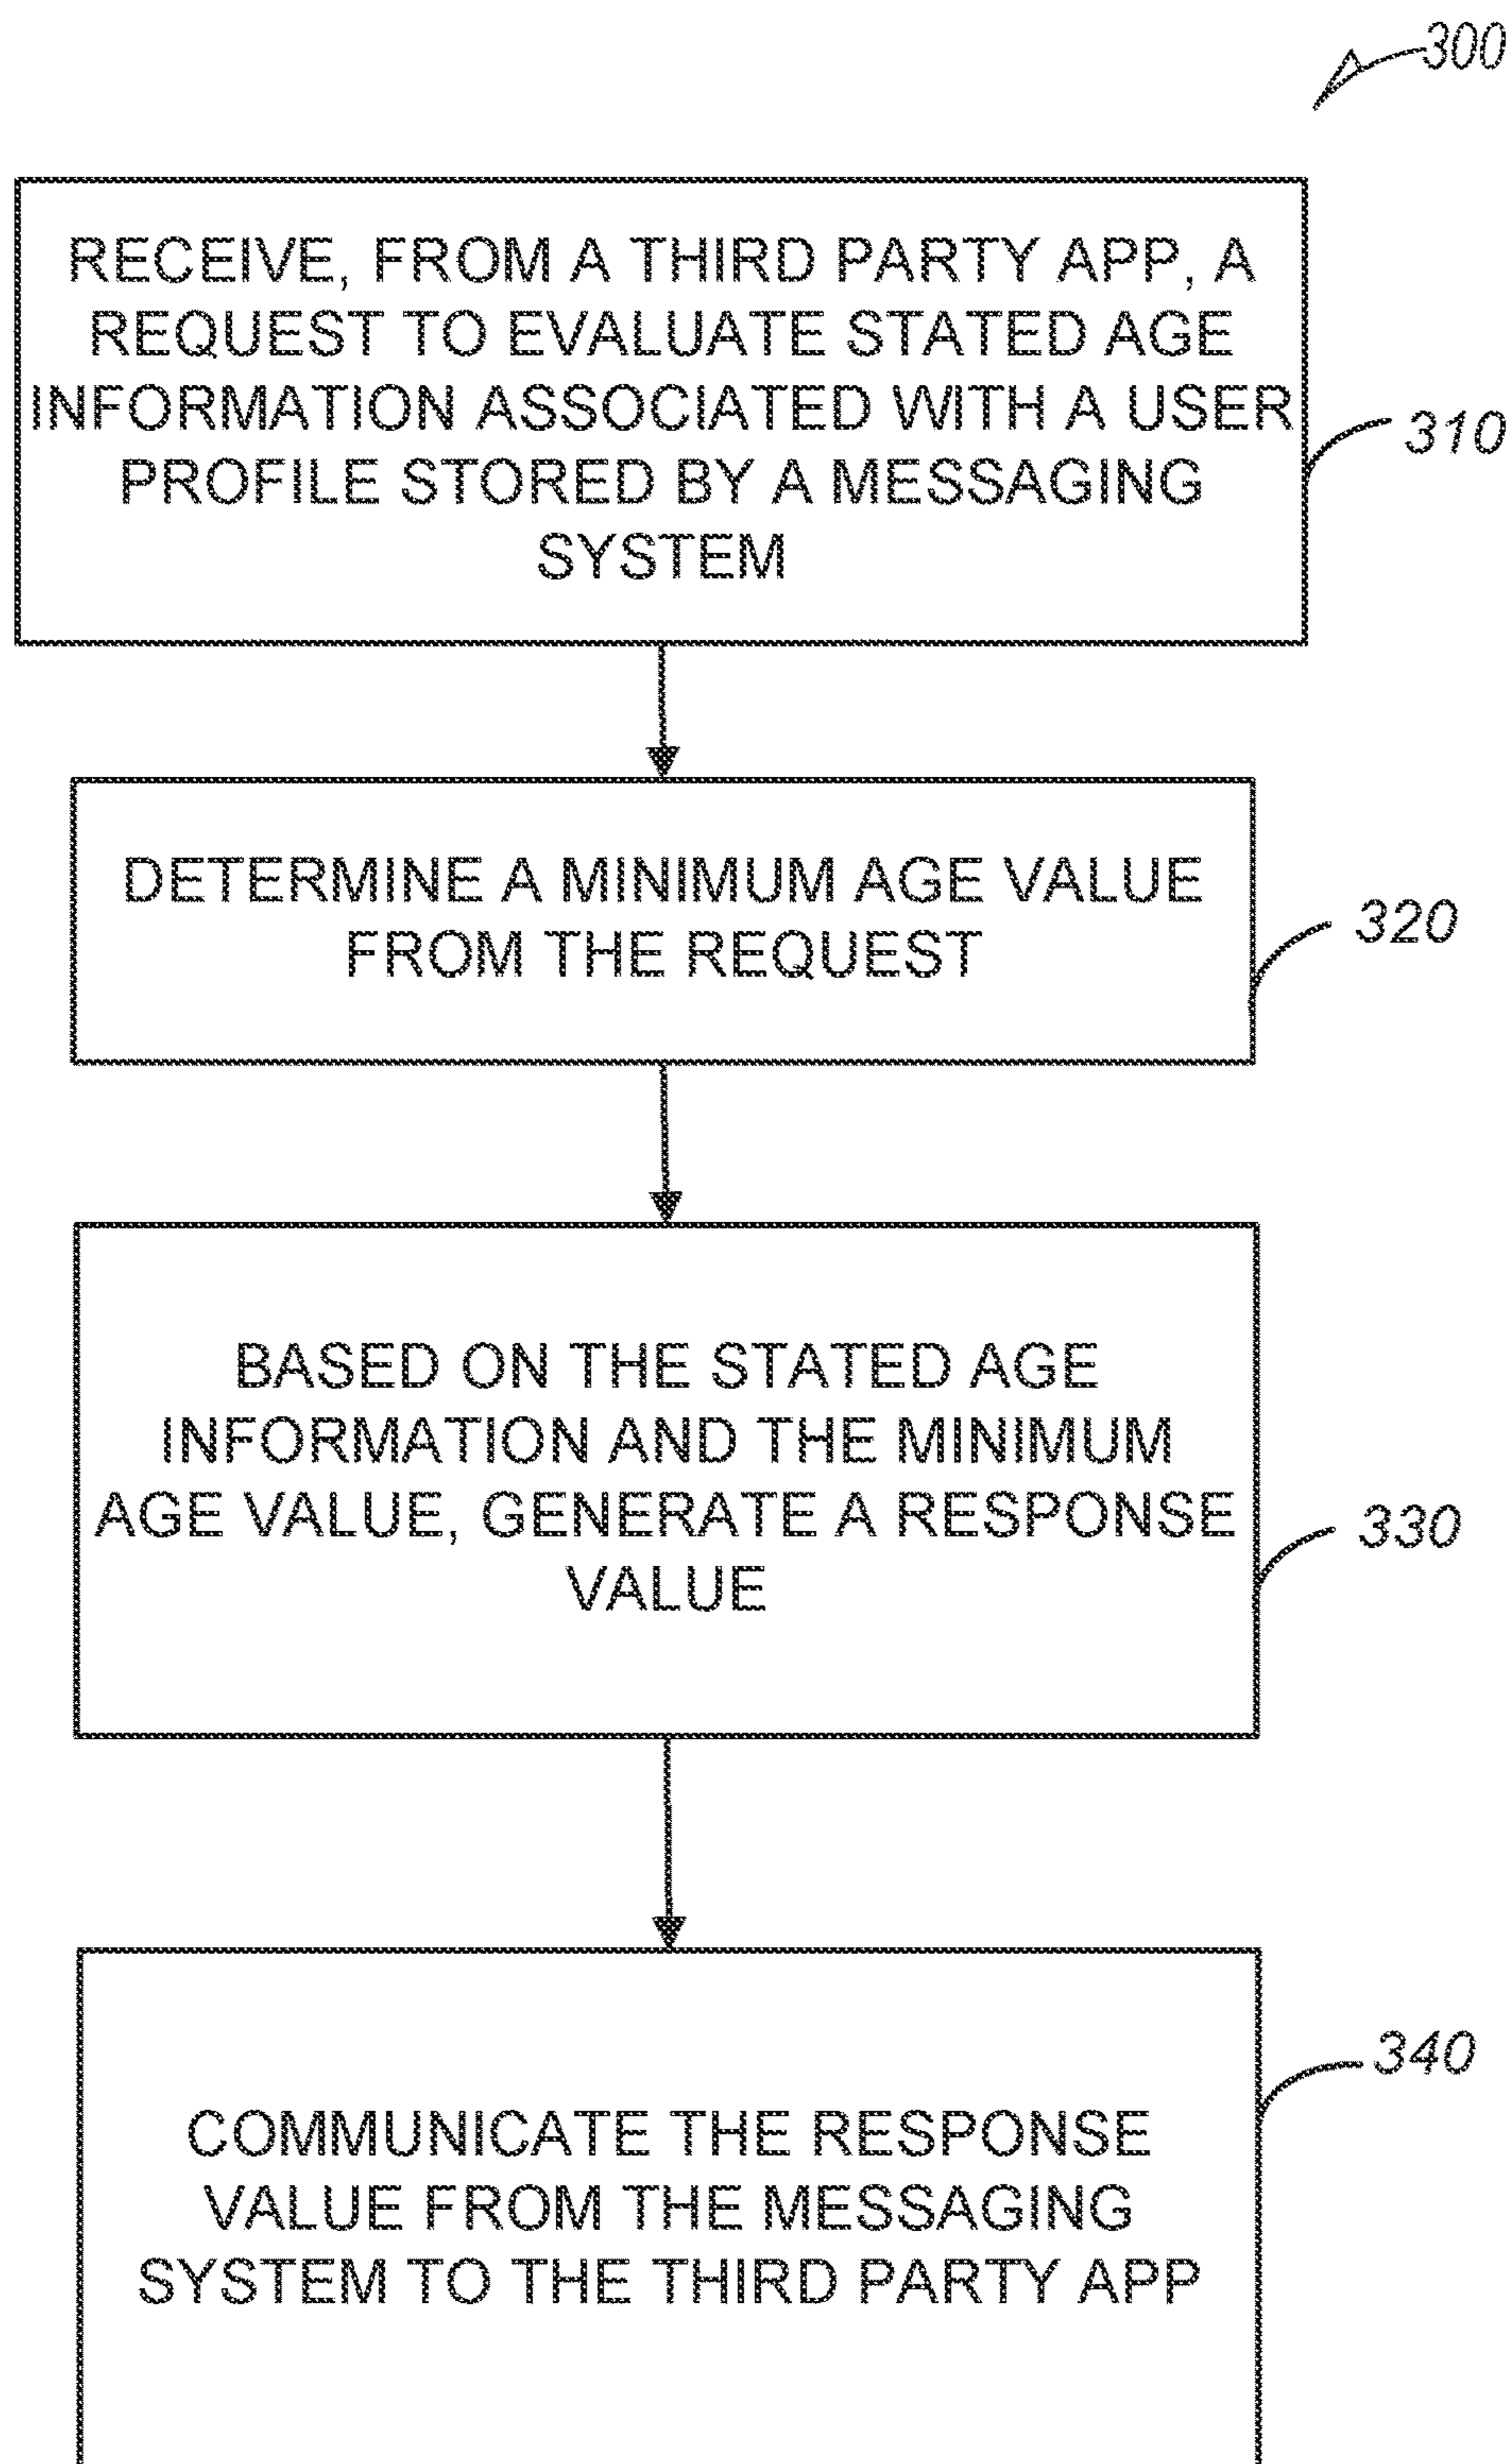 300
RECEIVE, FROM A THIRD PARTY APP, A
REQUEST TO EVALUATE STATED AGE
INFORMATION ASSOCIATED WITH A USER
PROFILE STORED BY A MESSAGING
SYSTEM
310
DETERMINE A MINIMUM AGE VALUE
FROM THE REQUEST
320
BASED ON THE STATED AGE
INFORMATION AND THE MINIMUM
AGE VALUE, GENERATE A RESPONSE
VALUE
330
COMMUNICATE THE RESPONSE
VALUE FROM THE MESSAGING
SYSTEM TO THE THIRD PARTY APP
340